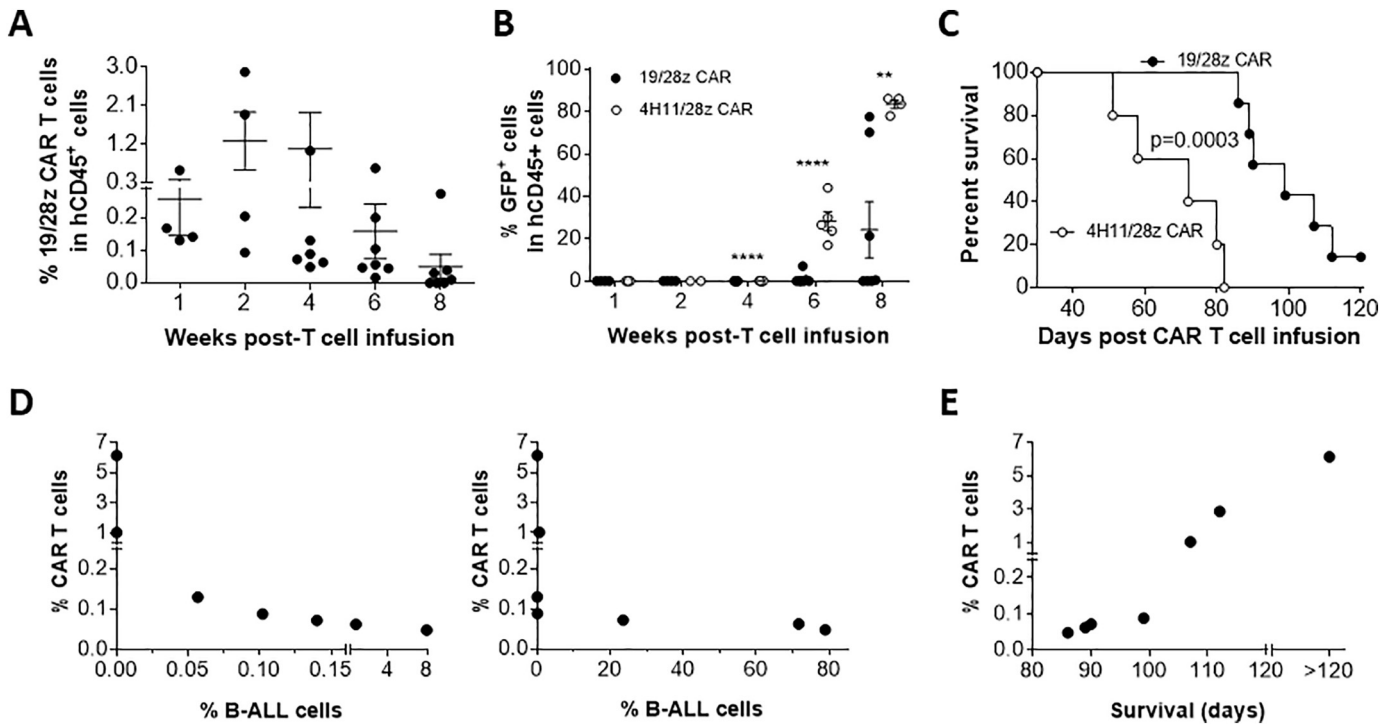 A
% 19/28z CAR T cells
in hCD45⁺ cells
3.0
2.1
1.2
0.3
0.2
0.1
0.0
1 2 4 6 8
Weeks post-T cell infusion
B
% GFP⁺ cells
In hCD45+ cells
100
80
60
40
20
0
19/28z CAR
4H11/28z CAR
****
****
**
1 2 4 6 8
Weeks post-T cell infusion
C
Percent survival
19/28z CAR
100
80
60
40
20
0
p=0.0003
4H11/28z CAR
40 60 80 100 120
Days post CAR T cell infusion
D
% CAR T cells
7
5
3
1
0.2
0.1
0.0
0.00 0.05 0.10 0.15 4 8
% B-ALL cells
% CAR T cells
7
5
3
1
0.2
0.1
0.0
0 20 40 60 80
% B-ALL cells
E
% CAR T cells
7
5
3
1
0.2
0.1
0.0
80 90 100 110 120 >120
Survival (days)